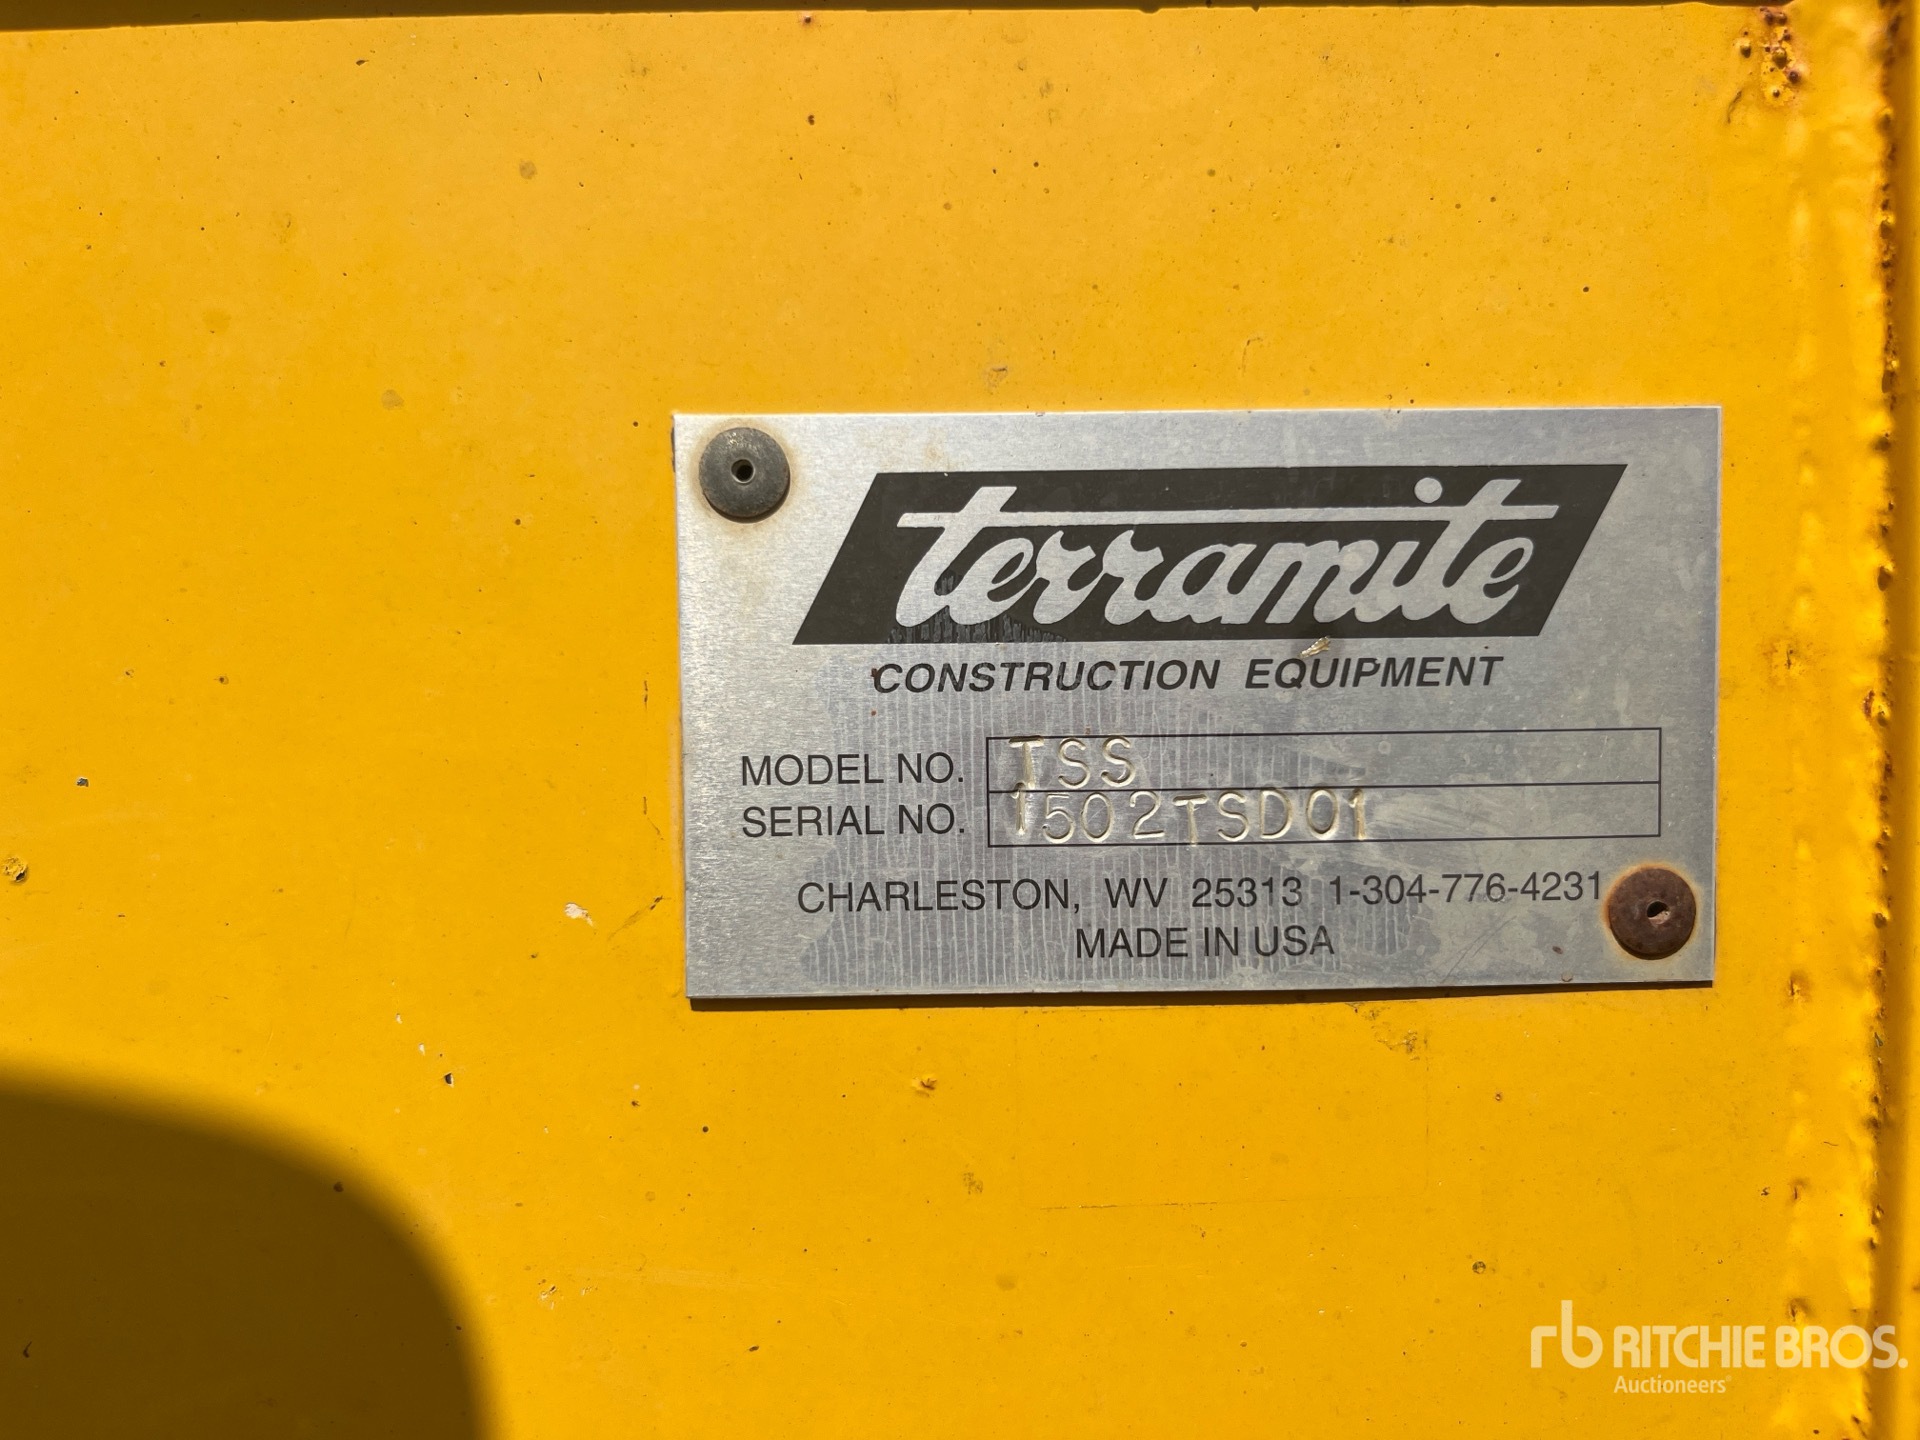 terramite
CONSTRUCTION EQUIPMENT
MODEL NO. TSS
SERIAL NO. 1502TSD01
CHARLESTON, WV 25313 1-304-776-4231
MADE IN USA
rb RITCHIE BROS.
Auctioneers